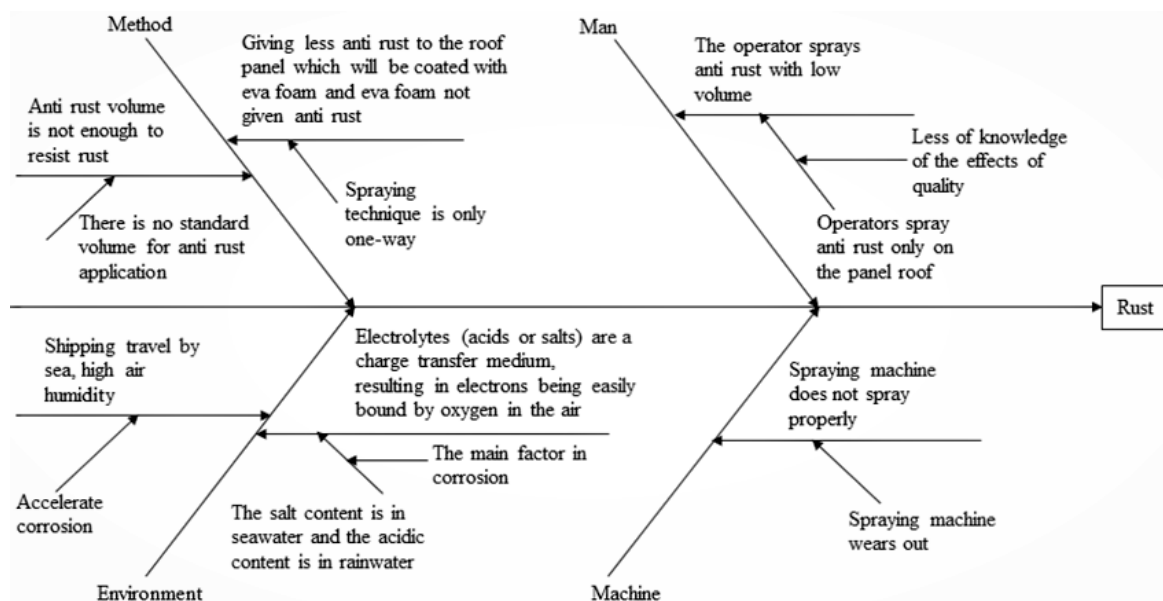 Method
Giving less anti rust to the roof
panel which will be coated with
eva foam and eva foam not
given anti rust
Anti rust volume
is not enough to
resist rust
Spraying
technique is only
one-way
There is no standard
volume for anti rust
application
Man
The operator sprays
anti rust with low
volume
Less of knowledge
of the effects of
quality
Operators spray
anti rust only on
the panel roof
Rust
Shipping travel by
sea, high air
humidity
Electrolytes (acids or salts) are a
charge transfer medium,
resulting in electrons being easily
bound by oxygen in the air
The main factor in
corrosion
Accelerate
corrosion
The salt content is in
seawater and the acidic
content is in rainwater
Environment
Spraying machine
does not spray
properly
Spraying machine
wears out
Machine